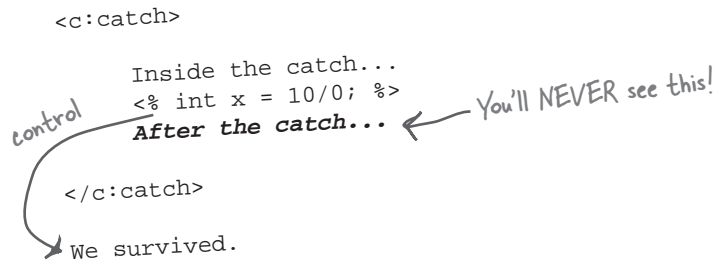 <c:catch>
Inside the catch...
<% int x = 10/0; %>
After the catch...
You'll NEVER see this!
control
</c:catch>
We survived.